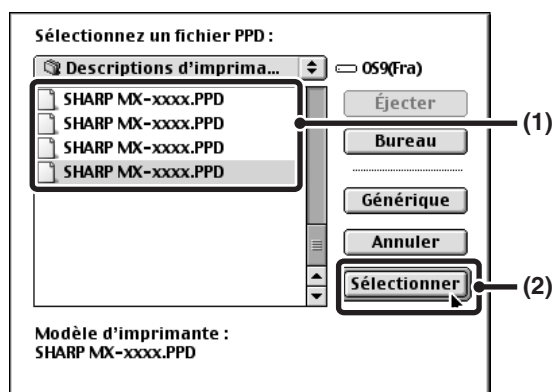 Sélectionnez un fichier PPD :
Descriptions d'imprima... OS9(Fra)
SHARP MX-xxxx.PPD
SHARP MX-xxxx.PPD
SHARP MX-xxxx.PPD
SHARP MX-xxxx.PPD
Éjecter
(1)
Bureau
Générique
Annuler
Sélectionner
(2)
Modèle d'imprimante :
SHARP MX-xxxx.PPD